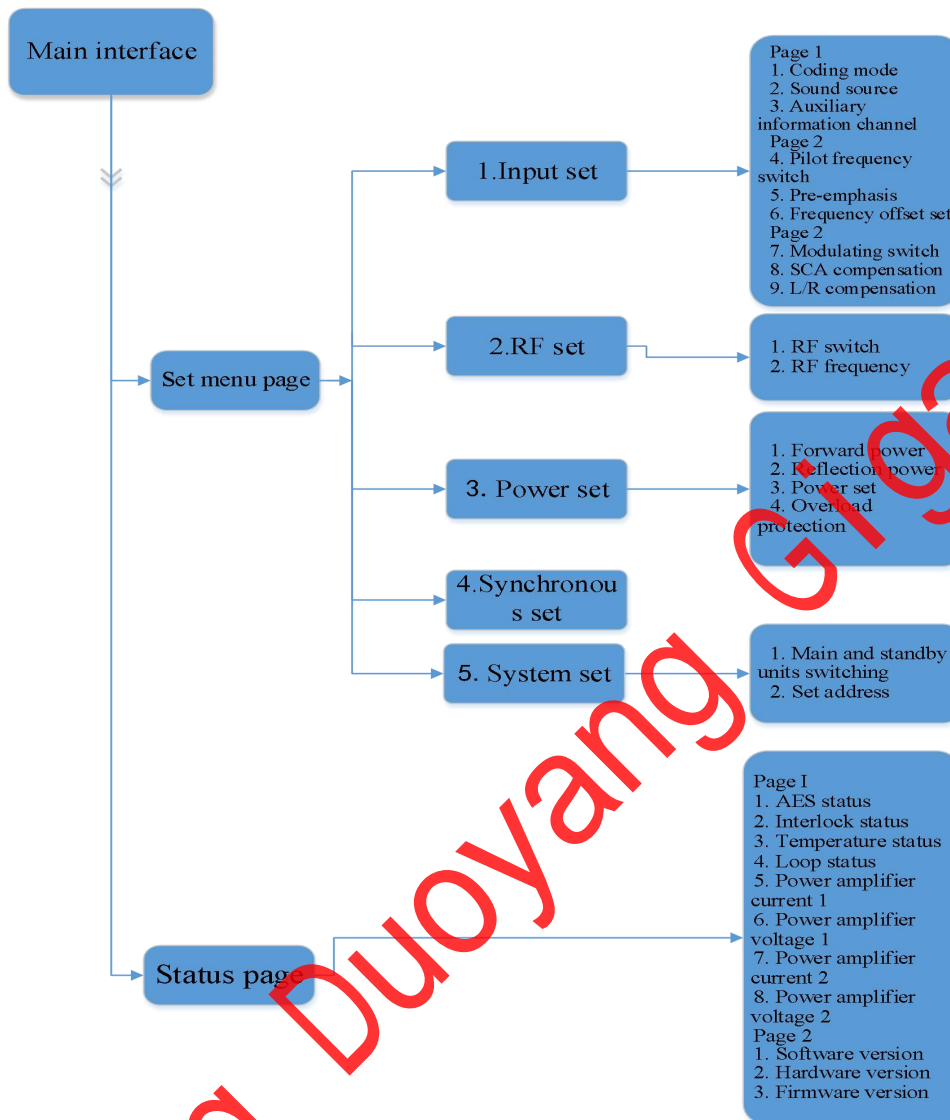 Main interface
Set menu page
1.Input set
Page 1
1. Coding mode
2. Sound source
3. Auxiliary
information channel
Page 2
4. Pilot frequency
switch
5. Pre-emphasis
6. Frequency offset set
Page 2
7. Modulating switch
8. SCA compensation
9. L/R compensation
2.RF set
1. RF switch
2. RF frequency
3. Power set
1. Forward power
2. Reflection power
3. Power set
4. Overload
protection
4.Synchronou
s set
5. System set
1. Main and standby
units switching
2. Set address
Status page
Page I
1. AES status
2. Interlock status
3. Temperature status
4. Loop status
5. Power amplifier
current 1
6. Power amplifier
voltage 1
7. Power amplifier
current 2
8. Power amplifier
voltage 2
Page 2
1. Software version
2. Hardware version
3. Firmware version
Duoyang